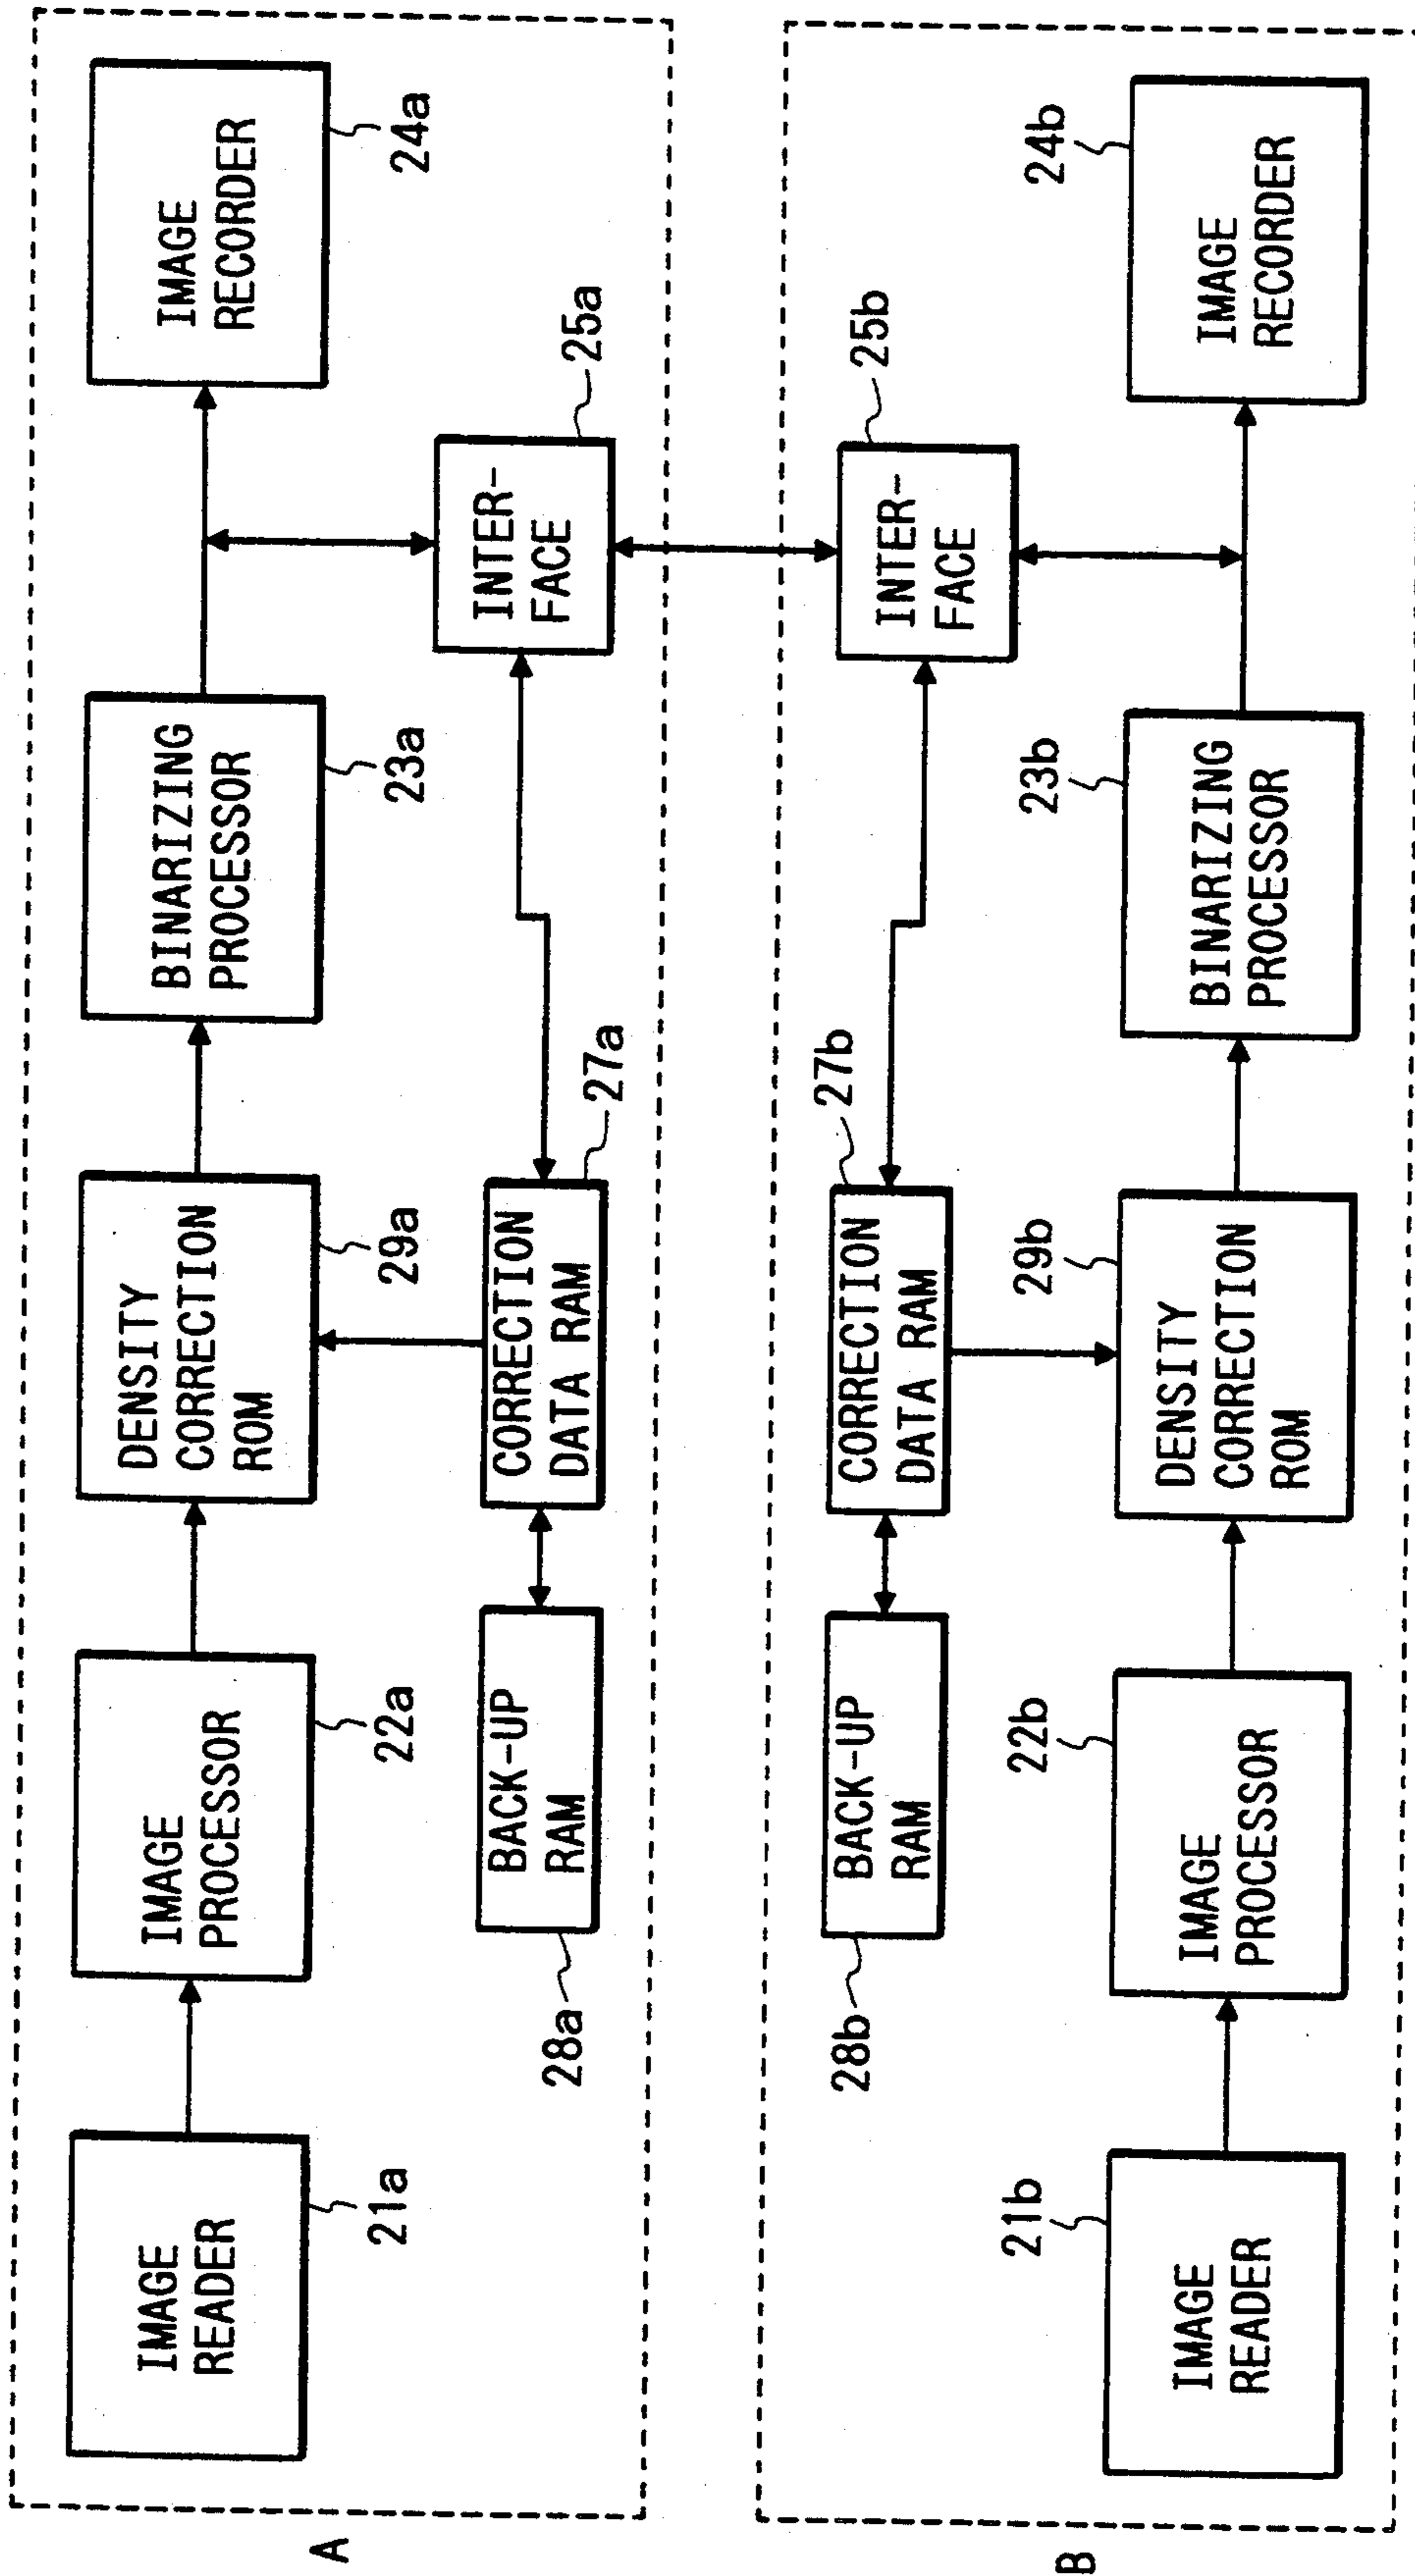 A
IMAGE
READER
21a
IMAGE
PROCESSOR
22a
DENSITY
CORRECTION
ROM
29a
BINARIZING
PROCESSOR
23a
IMAGE
RECORDER
24a
BACK-UP
RAM
28a
CORRECTION
DATA RAM
27a
INTER-
FACE
25a
B
BACK-UP
RAM
28b
CORRECTION
DATA RAM
27b
INTER-
FACE
25b
IMAGE
READER
21b
IMAGE
PROCESSOR
22b
DENSITY
CORRECTION
ROM
29b
BINARIZING
PROCESSOR
23b
IMAGE
RECORDER
24b